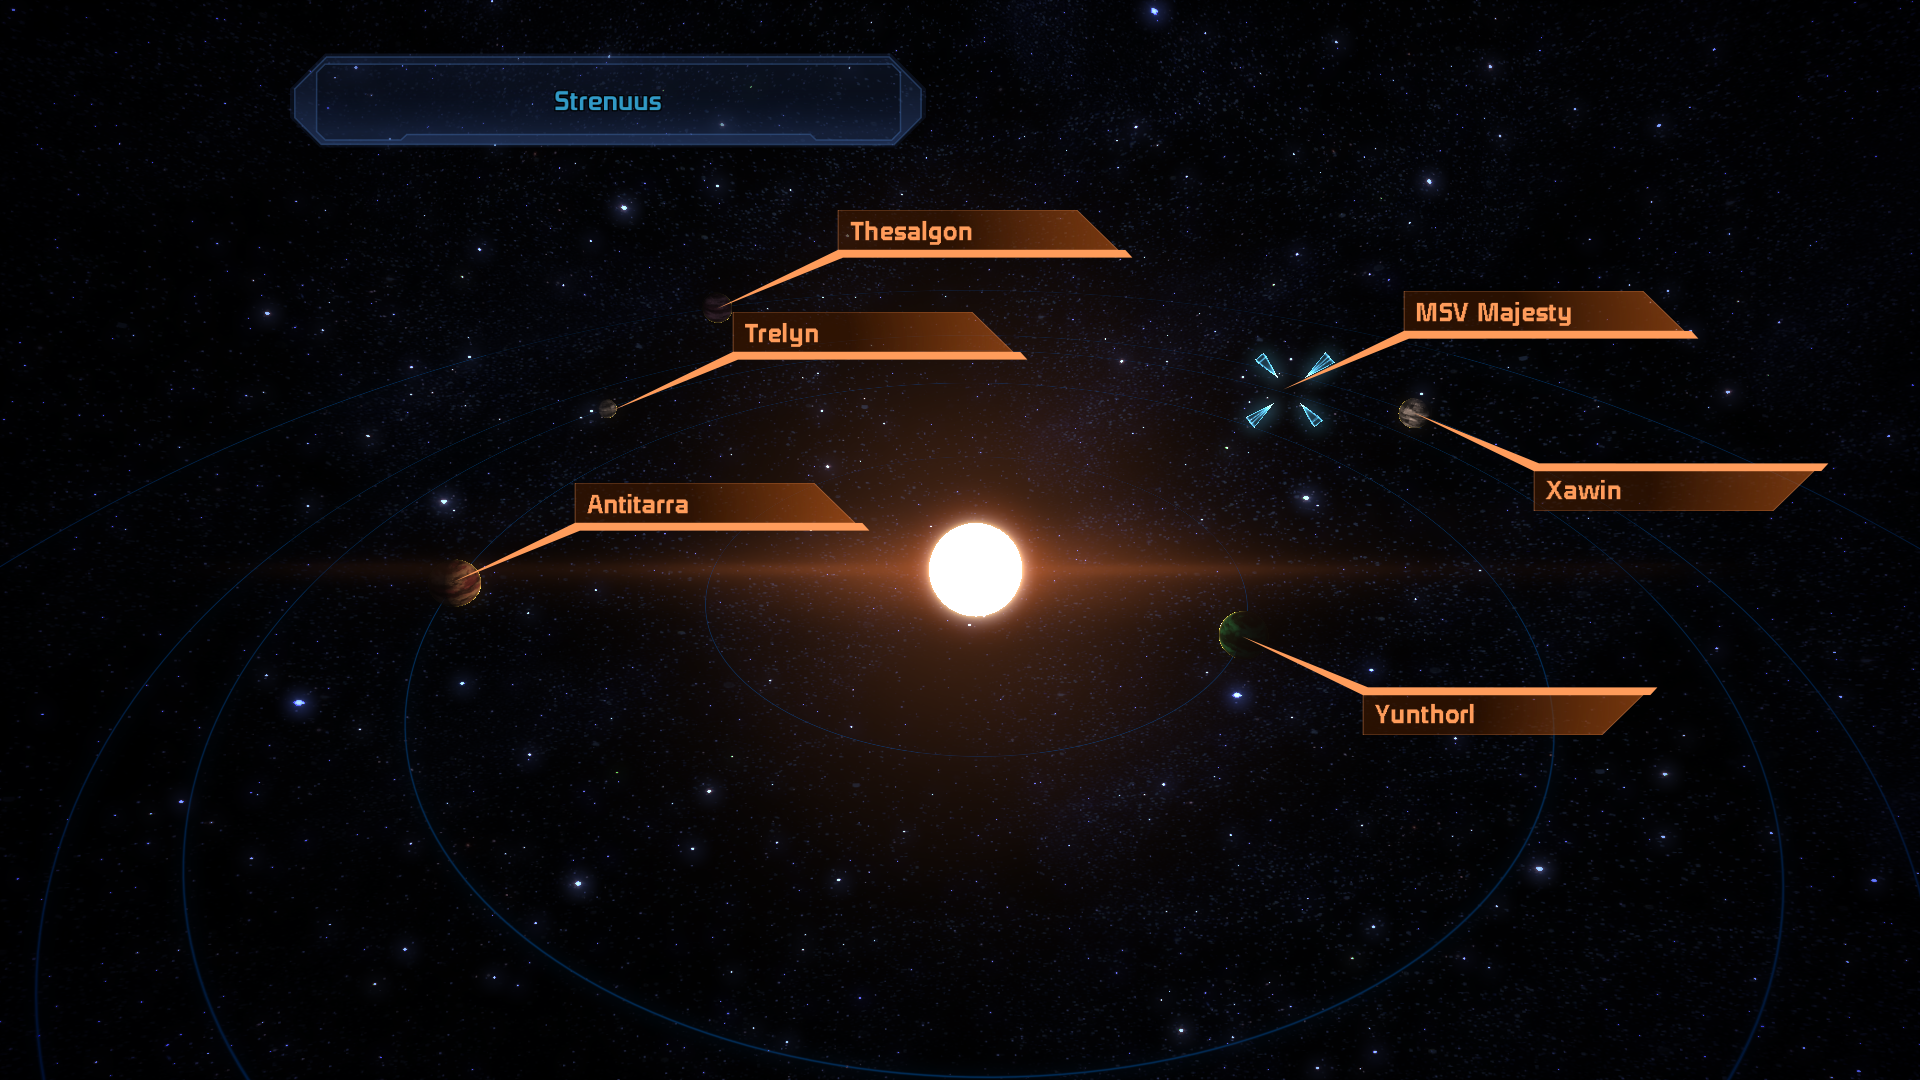 Strenuus
Thesalgon
MSV Majesty
Trelyn
Xawin
Antitarra
Yunthorl